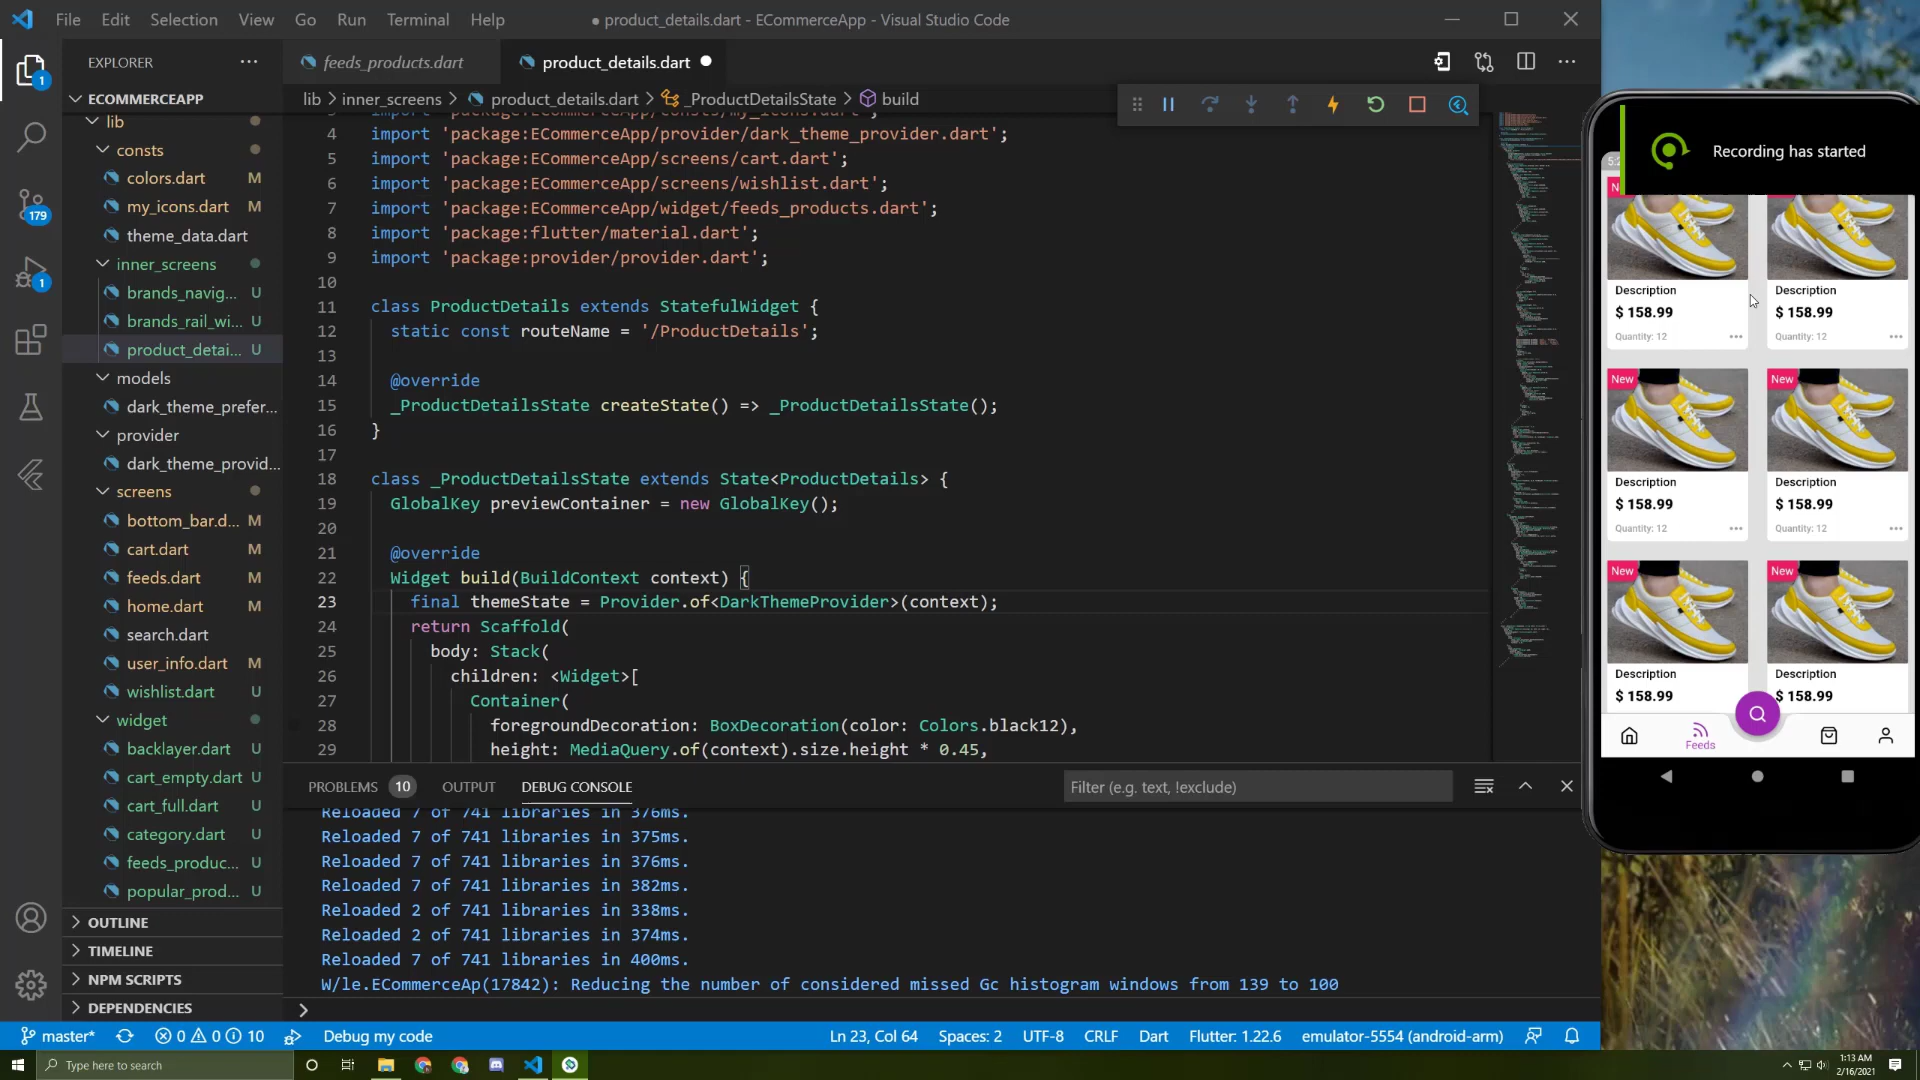 File Edit Selection View Go Run Terminal Help
● product_details.dart - ECommerceApp - Visual Studio Code
EXPLORER
feeds_products.dart
product_details.dart
1
ECOMMERCEAPP
lib > inner_screens > product_details.dart > _ProductDetailsState > build
lib
consts
colors.dart M
my_icons.dart M
theme_data.dart
inner_screens
brands_navig... U
brands_rail_wi... U
product_detai... U
models
dark_theme_prefer...
provider
dark_theme_provid...
screens
bottom_bar.d... M
cart.dart M
feeds.dart M
home.dart M
search.dart
user_info.dart M
wishlist.dart U
widget
backlayer.dart U
cart_empty.dart U
cart_full.dart U
category.dart U
feeds_produc... U
popular_prod... U
OUTLINE
TIMELINE
NPM SCRIPTS
DEPENDENCIES
179
1
4 import 'package:ECommerceApp/provider/dark_theme_provider.dart';
5 import 'package:ECommerceApp/screens/cart.dart';
6 import 'package:ECommerceApp/screens/wishlist.dart';
7 import 'package:ECommerceApp/widget/feeds_products.dart';
8 import 'package:flutter/material.dart';
9 import 'package:provider/provider.dart';
10
11 class ProductDetails extends StatefulWidget {
12 static const routeName = '/ProductDetails';
13
14 @override
15 _ProductDetailsState createState() => _ProductDetailsState();
16 }
17
18 class _ProductDetailsState extends State<ProductDetails> {
19 GlobalKey previewContainer = new GlobalKey();
20
21 @override
22 Widget build(BuildContext context) {
23 final themeState = Provider.of<DarkThemeProvider>(context);
24 return Scaffold(
25 body: Stack(
26 children: <Widget>[
27 Container(
28 foregroundDecoration: BoxDecoration(color: Colors.black12),
29 height: MediaQuery.of(context).size.height * 0.45,
PROBLEMS 10 OUTPUT DEBUG CONSOLE
Filter (e.g. text, !exclude)
Reloaded 7 of 741 libraries in 376ms.
Reloaded 7 of 741 libraries in 375ms.
Reloaded 7 of 741 libraries in 376ms.
Reloaded 7 of 741 libraries in 382ms.
Reloaded 2 of 741 libraries in 338ms.
Reloaded 2 of 741 libraries in 374ms.
Reloaded 7 of 741 libraries in 400ms.
W/le.ECommerceAp(17842): Reducing the number of considered missed Gc histogram windows from 139 to 100
Recording has started
Description Description
$ 158.99 $ 158.99
Quantity: 12 Quantity: 12
New New
Description Description
$ 158.99 $ 158.99
Quantity: 12 Quantity: 12
New New
Description Description
$ 158.99 $ 158.99
Feeds
master* 0 0 10 Debug my code
Ln 23, Col 64 Spaces: 2 UTF-8 CRLF Dart Flutter: 1.22.6 emulator-5554 (android-arm)
Type here to search
1:13 AM
2/16/2021